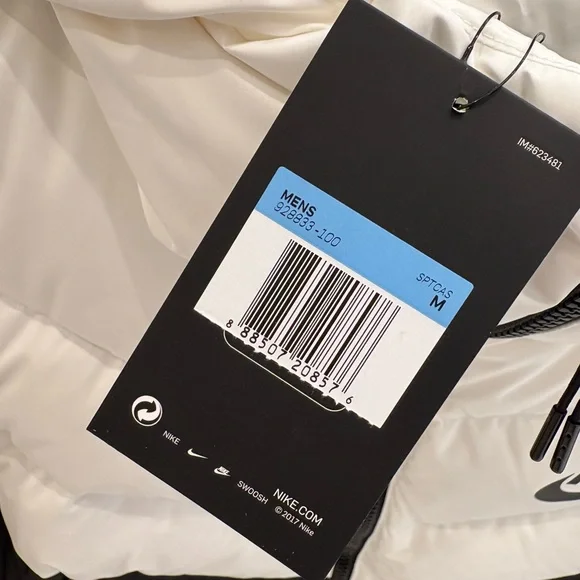 IM#623481
MENS
928833-100
SPTCAS
M
8 88507 20857 6
NIKE
SWOOSH
NIKE.COM
© 2017 Nike